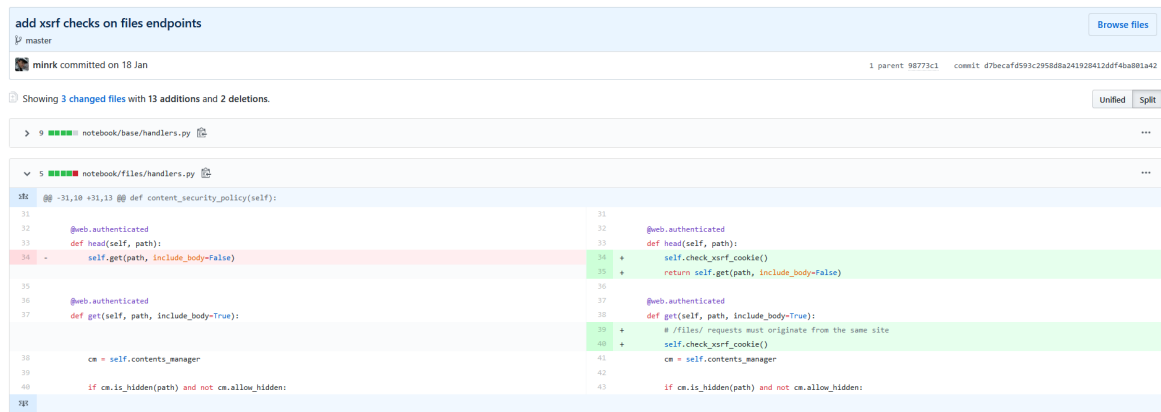 add xsrf checks on files endpoints
Browse files
master
minrk committed on 18 Jan
1 parent 98773c1 commit d7becafd593c2958d8a241928412ddf4ba801a42
Showing 3 changed files with 13 additions and 2 deletions.
Unified Split
9 notebook/base/handlers.py
5 notebook/files/handlers.py
@@ -31,10 +31,13 @@ def content_security_policy(self):
31 31
32 @web.authenticated 32 @web.authenticated
33 def head(self, path): 33 def head(self, path):
34 - self.get(path, include_body=False) 34 + self.check_xsrf_cookie()
35 + return self.get(path, include_body=False)
35 36
36 @web.authenticated 37 @web.authenticated
37 def get(self, path, include_body=True): 38 def get(self, path, include_body=True):
39 + # /files/ requests must originate from the same site
40 + self.check_xsrf_cookie()
38 cm = self.contents_manager 41 cm = self.contents_manager
39 42
40 if cm.is_hidden(path) and not cm.allow_hidden: 43 if cm.is_hidden(path) and not cm.allow_hidden: